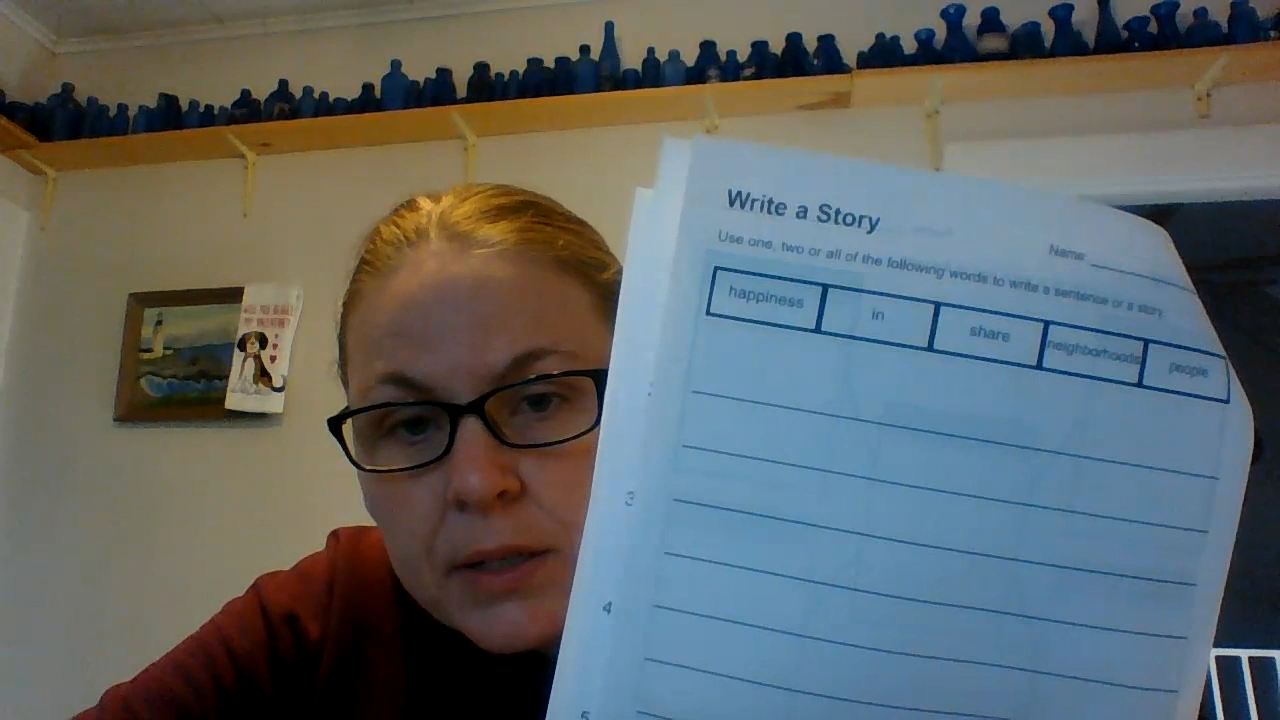 Write a Story
Name
Use one, two or all of the following words to write a sentence or a story.
happiness in share neighborhoods people
3
4
5